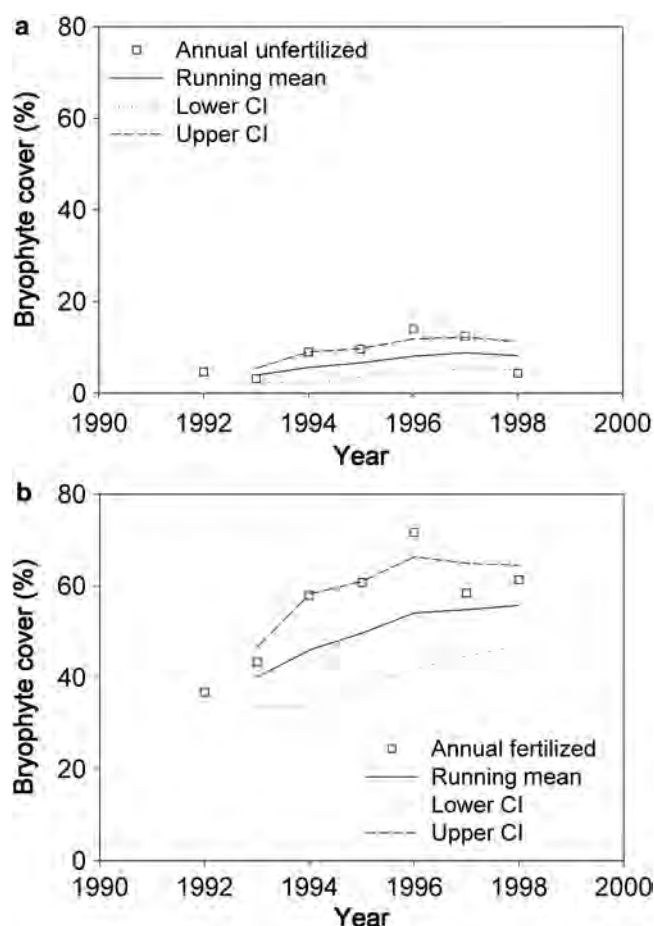 a
80
Annual unfertilized
Running mean
Lower CI
Upper CI
60
40
20
0
Bryophyte cover (%)
1990 1992 1994 1996 1998 2000
Year
b
80
60
40
20
0
Bryophyte cover (%)
Annual fertilized
Running mean
Lower CI
Upper CI
1990 1992 1994 1996 1998 2000
Year